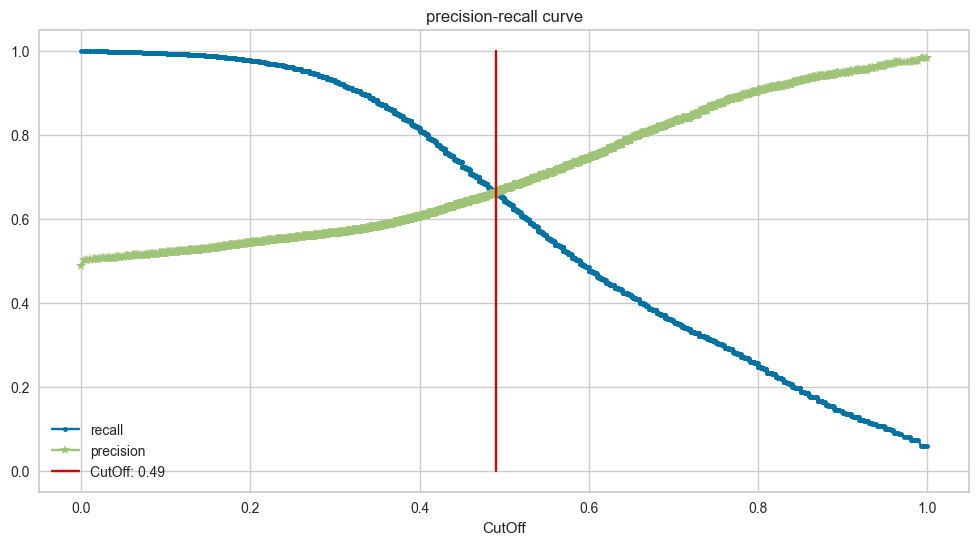 precision-recall curve
1.0
0.8
0.6
0.4
0.2
0.0
recall
precision
CutOff: 0.49
0.0 0.2 0.4 0.6 0.8 1.0
CutOff